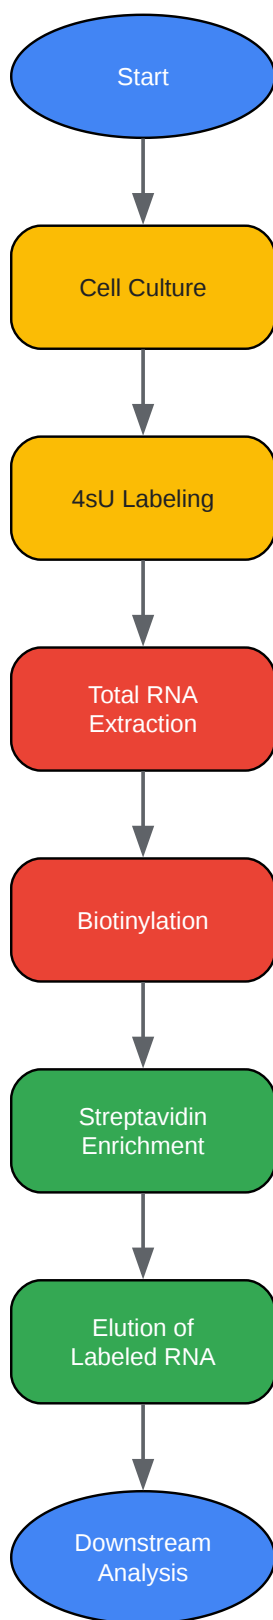 Start
Cell Culture
4sU Labeling
Total RNA
Extraction
Biotinylation
Streptavidin
Enrichment
Elution of
Labeled RNA
Downstream
Analysis